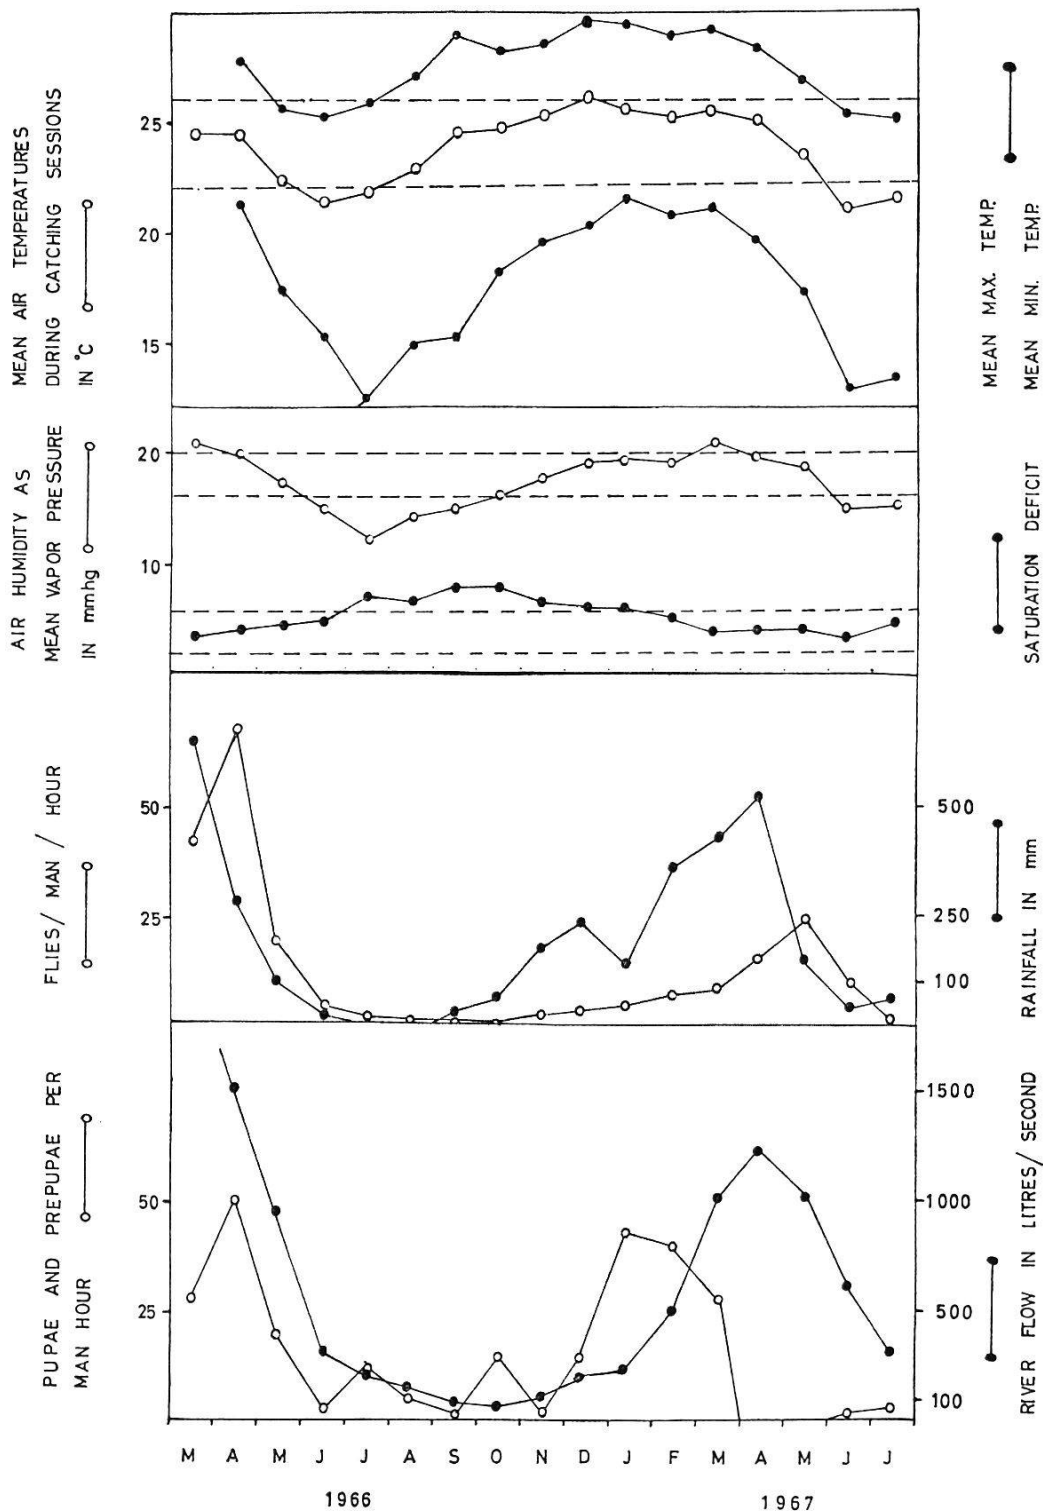 MEAN AIR TEMPERATURES
DURING CATCHING SESSIONS
IN °C
25
20
15
MEAN MAX. TEMP.
MEAN MIN. TEMP.
AIR HUMIDITY AS
MEAN VAPOR PRESSURE
IN mmhg
20
10
SATURATION DEFICIT
FLIES/ MAN / HOUR
50
25
500
250
100
RAINFALL IN mm
PUPAE AND PREPUPAE PER
MAN HOUR
50
25
1500
1000
500
100
RIVER FLOW IN LITRES/SECOND
M A M J J A S O N D J F M A M J J
1966 1967